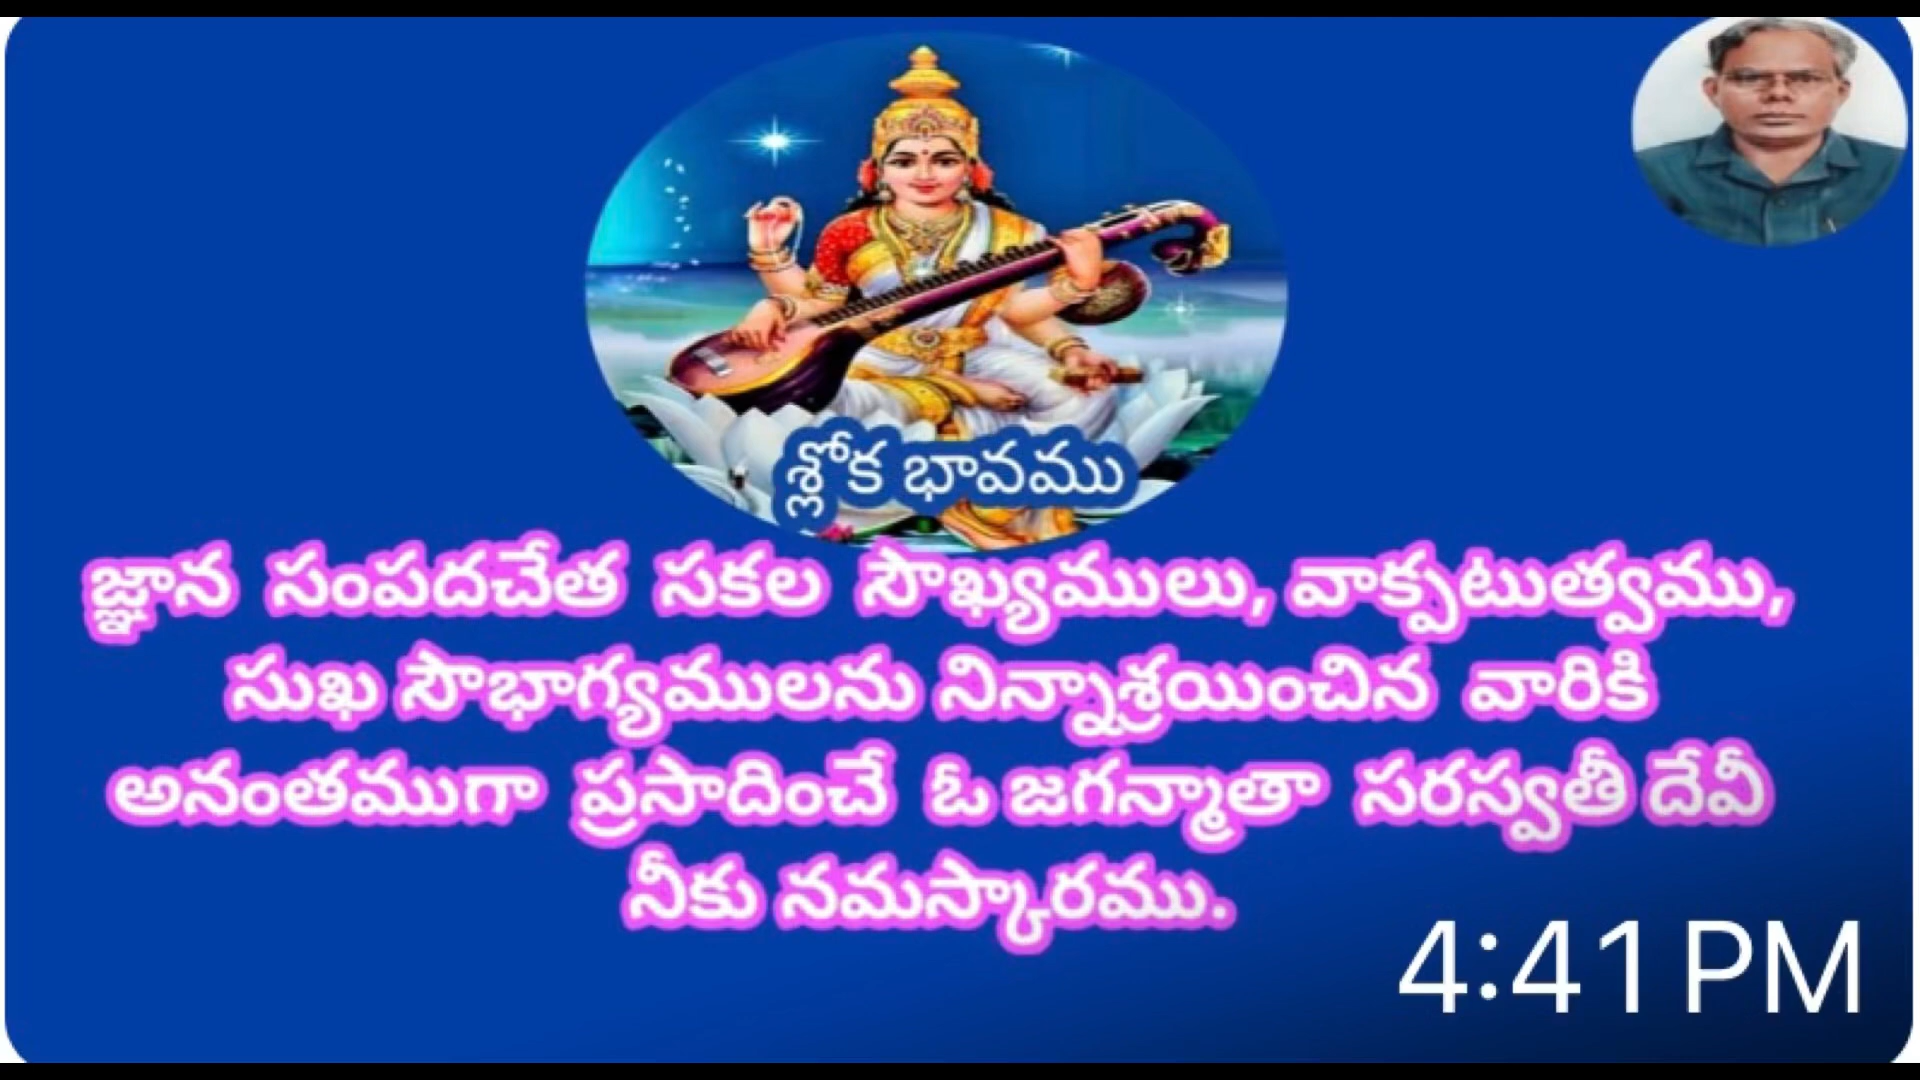 శ్లోక భావము
జ్ఞాన సంపదచేత సకల సౌఖ్యములు, వాక్పటుత్వము,
సుఖ సౌభాగ్యములను నిన్నాశ్రయించిన వారికి
అనంతముగా ప్రసాదించే ఓ జగన్మాతా సరస్వతీ దేవీ
నీకు నమస్కారము.
4:41 PM